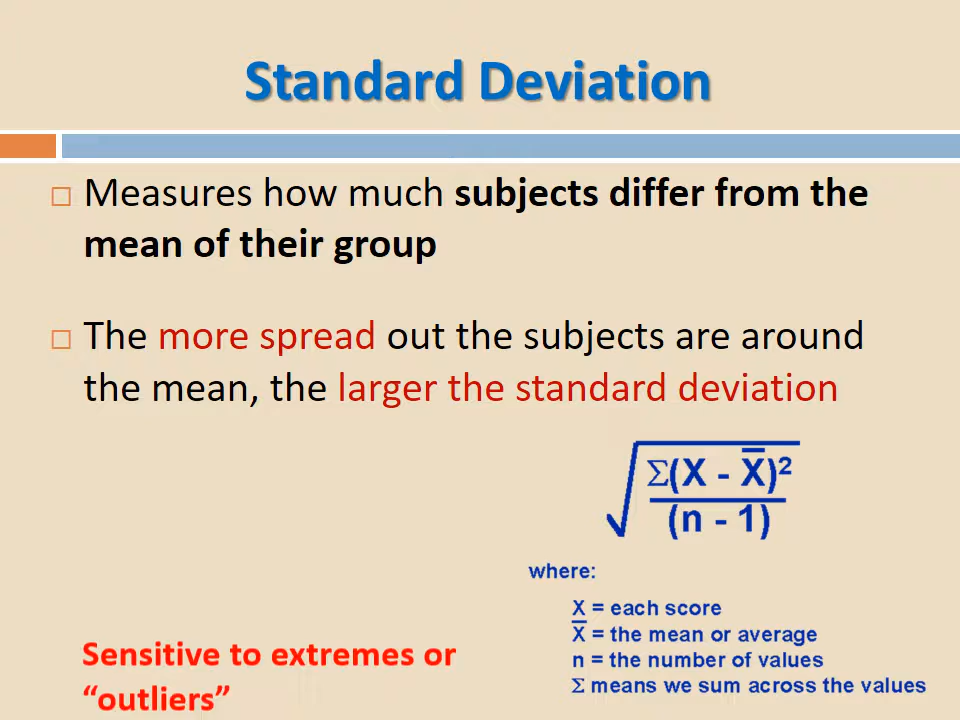 Standard Deviation
Measures how much subjects differ from the
mean of their group
The more spread out the subjects are around
the mean, the larger the standard deviation
√Σ(X - X̅)²
(n - 1)
where:
X = each score
X̅ = the mean or average
n = the number of values
Σ means we sum across the values
Sensitive to extremes or
“outliers”